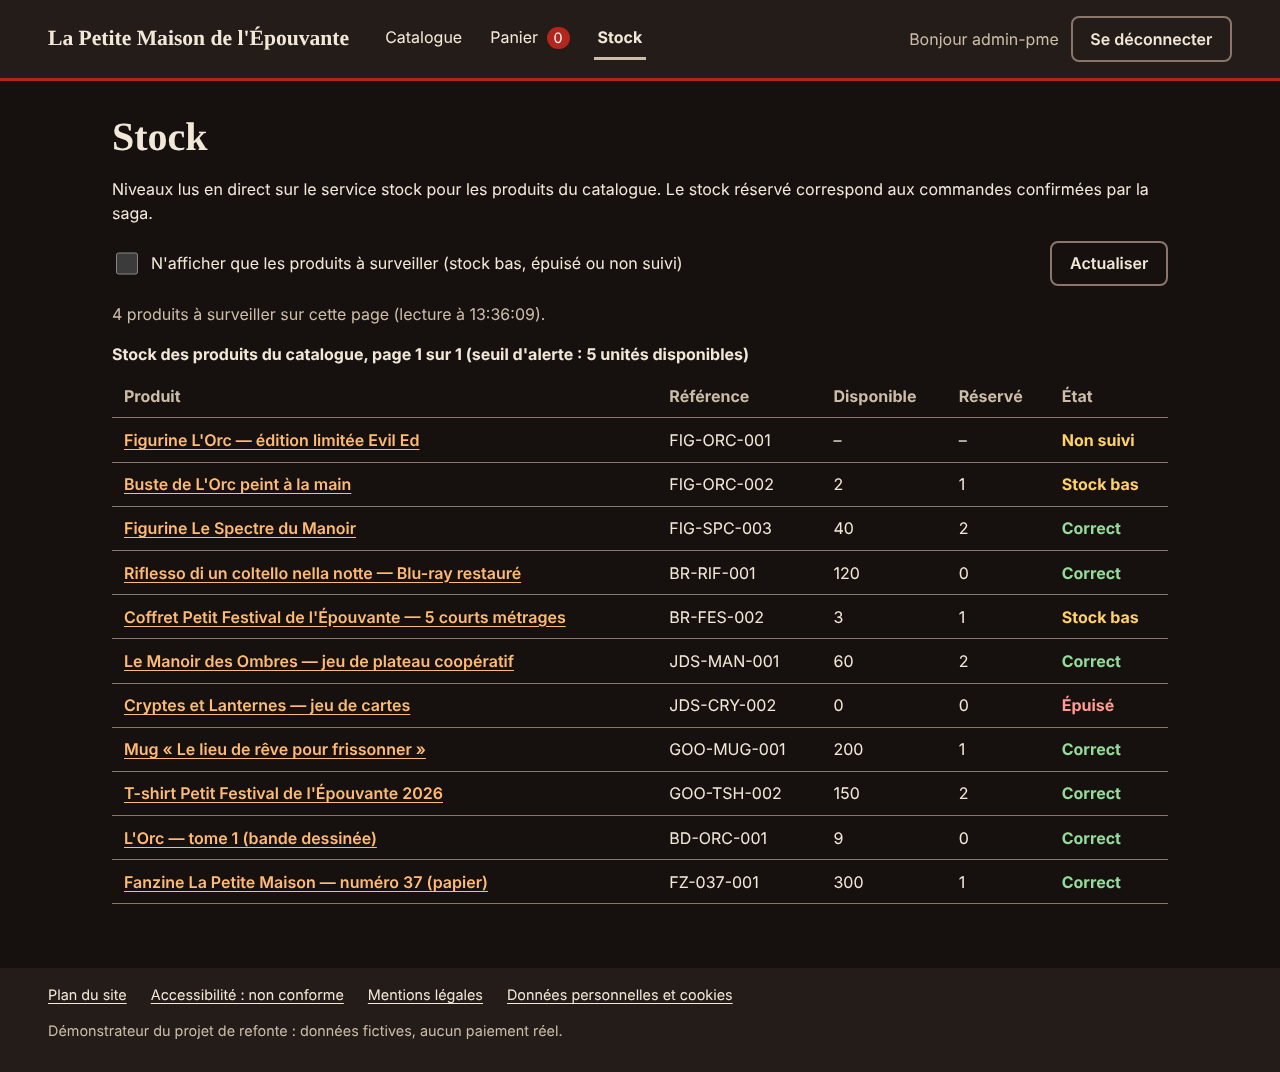 La Petite Maison de l'Épouvante
Catalogue
Panier 0
Stock
Bonjour admin-pme
Se déconnecter
Stock
Niveaux lus en direct sur le service stock pour les produits du catalogue. Le stock réservé correspond aux commandes confirmées par la
saga.
N'afficher que les produits à surveiller (stock bas, épuisé ou non suivi)
Actualiser
4 produits à surveiller sur cette page (lecture à 13:36:09).
Stock des produits du catalogue, page 1 sur 1 (seuil d'alerte : 5 unités disponibles)
Produit Référence Disponible Réservé État
Figurine L'Orc — édition limitée Evil Ed FIG-ORC-001 – – Non suivi
Buste de L'Orc peint à la main FIG-ORC-002 2 1 Stock bas
Figurine Le Spectre du Manoir FIG-SPC-003 40 2 Correct
Riflesso di un coltello nella notte — Blu-ray restauré BR-RIF-001 120 0 Correct
Coffret Petit Festival de l'Épouvante — 5 courts métrages BR-FES-002 3 1 Stock bas
Le Manoir des Ombres — jeu de plateau coopératif JDS-MAN-001 60 2 Correct
Cryptes et Lanternes — jeu de cartes JDS-CRY-002 0 0 Épuisé
Mug « Le lieu de rêve pour frissonner » GOO-MUG-001 200 1 Correct
T-shirt Petit Festival de l'Épouvante 2026 GOO-TSH-002 150 2 Correct
L'Orc — tome 1 (bande dessinée) BD-ORC-001 9 0 Correct
Fanzine La Petite Maison — numéro 37 (papier) FZ-037-001 300 1 Correct
Plan du site Accessibilité : non conforme Mentions légales Données personnelles et cookies
Démonstrateur du projet de refonte : données fictives, aucun paiement réel.